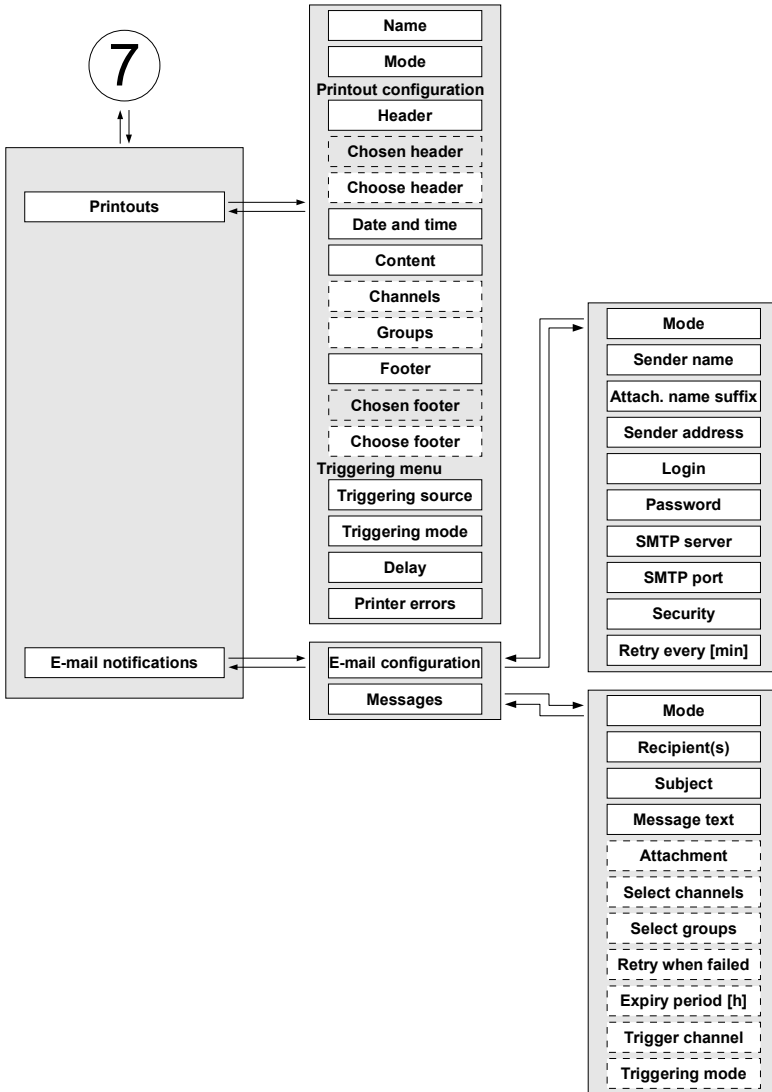 7
Printouts
E-mail notifications
Name
Mode
Printout configuration
Header
Chosen header
Choose header
Date and time
Content
Channels
Groups
Footer
Chosen footer
Choose footer
Triggering menu
Triggering source
Triggering mode
Delay
Printer errors
E-mail configuration
Messages
Mode
Sender name
Attach. name suffix
Sender address
Login
Password
SMTP server
SMTP port
Security
Retry every [min]
Mode
Recipient(s)
Subject
Message text
Attachment
Select channels
Select groups
Retry when failed
Expiry period [h]
Trigger channel
Triggering mode